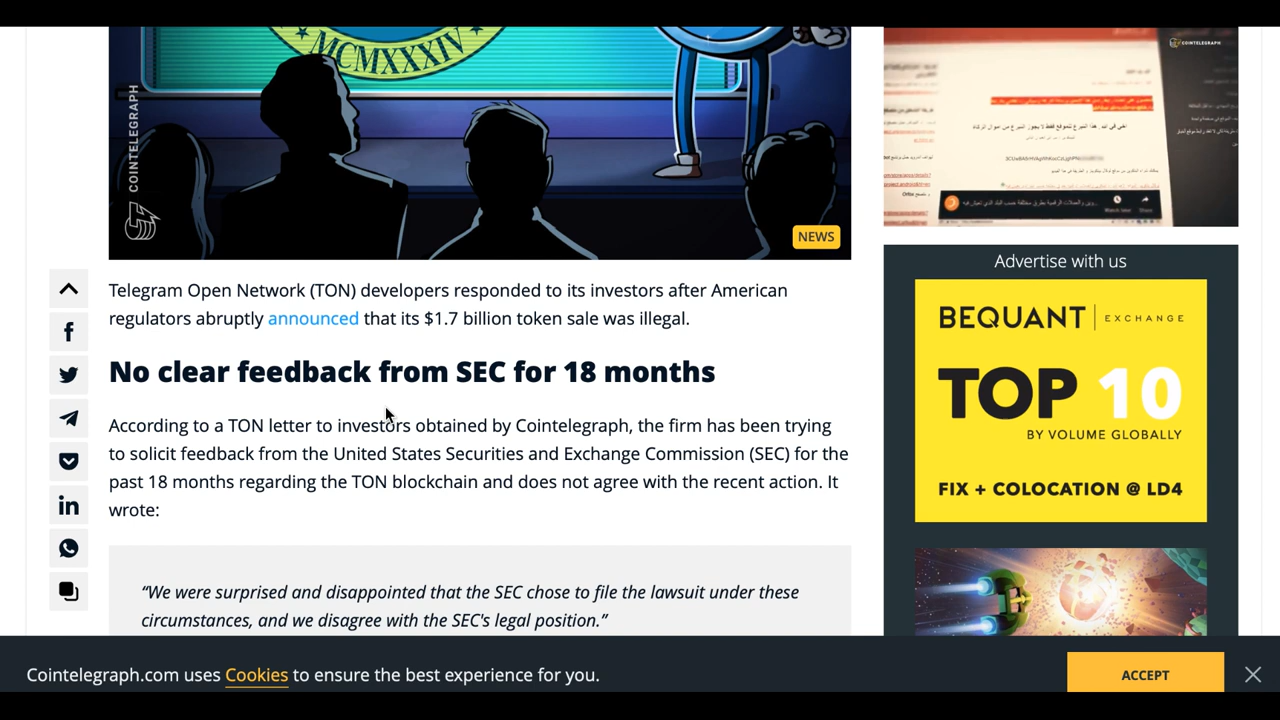 MCMXXXIV
COINTELEGRAPH
NEWS
Telegram Open Network (TON) developers responded to its investors after American
regulators abruptly announced that its $1.7 billion token sale was illegal.
No clear feedback from SEC for 18 months
According to a TON letter to investors obtained by Cointelegraph, the firm has been trying
to solicit feedback from the United States Securities and Exchange Commission (SEC) for the
past 18 months regarding the TON blockchain and does not agree with the recent action. It
wrote:
“We were surprised and disappointed that the SEC chose to file the lawsuit under these
circumstances, and we disagree with the SEC's legal position.”
COINTELEGRAPH
Watch later
Share
Advertise with us
BEQUANT | EXCHANGE
TOP 10
BY VOLUME GLOBALLY
FIX + COLOCATION @ LD4
Cointelegraph.com uses Cookies to ensure the best experience for you.
ACCEPT